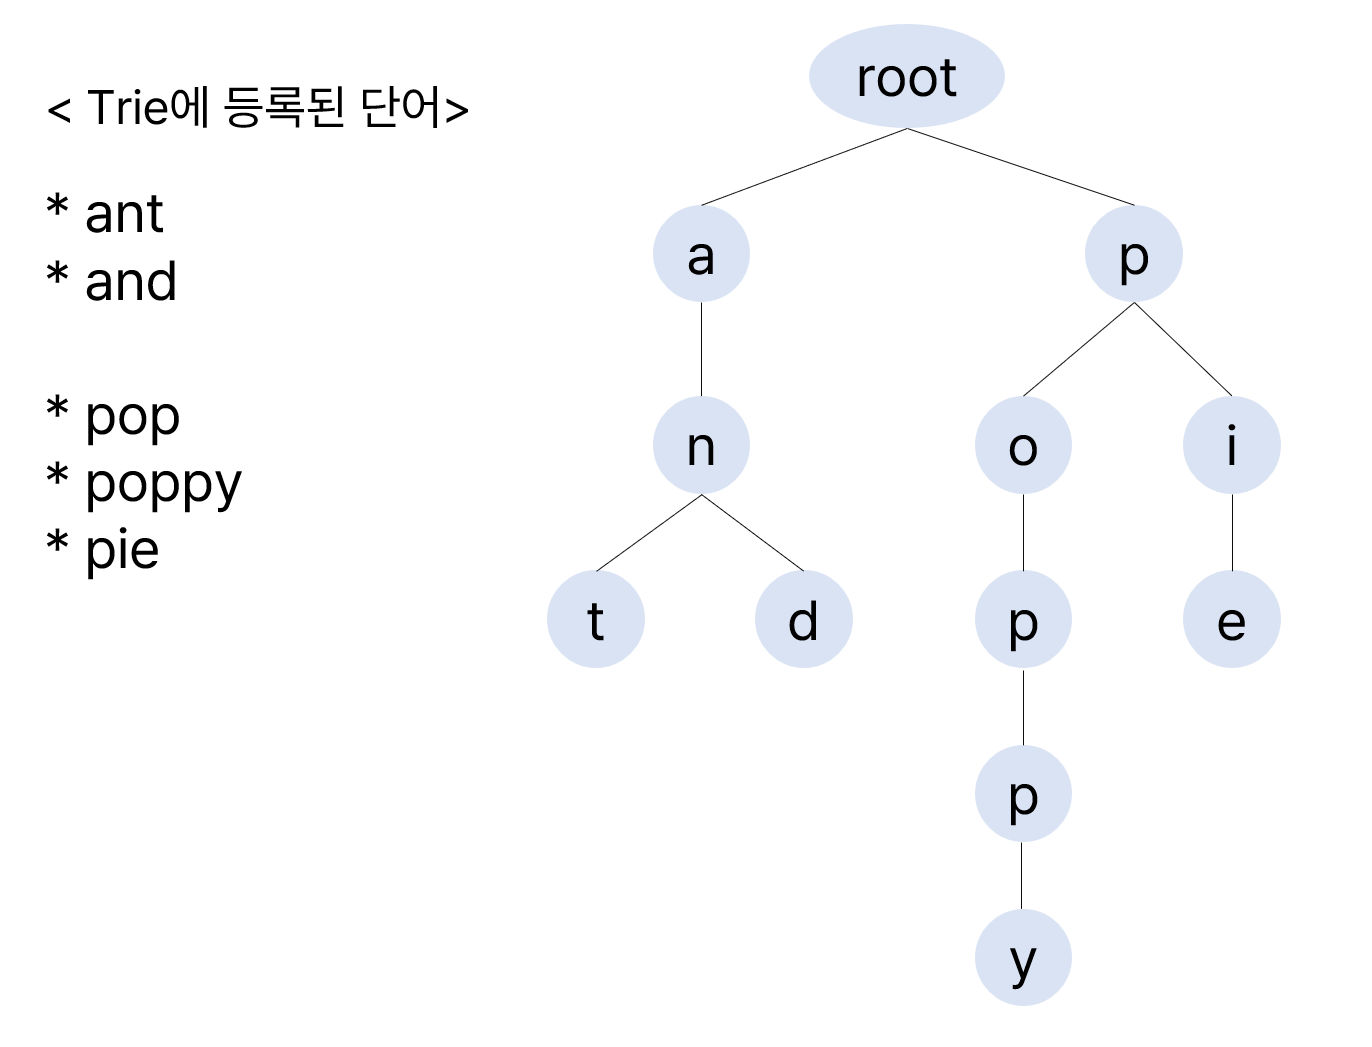 < Trie에 등록된 단어>
* ant
* and
* pop
* poppy
* pie
root
a
p
n
o
i
t
d
p
e
p
y